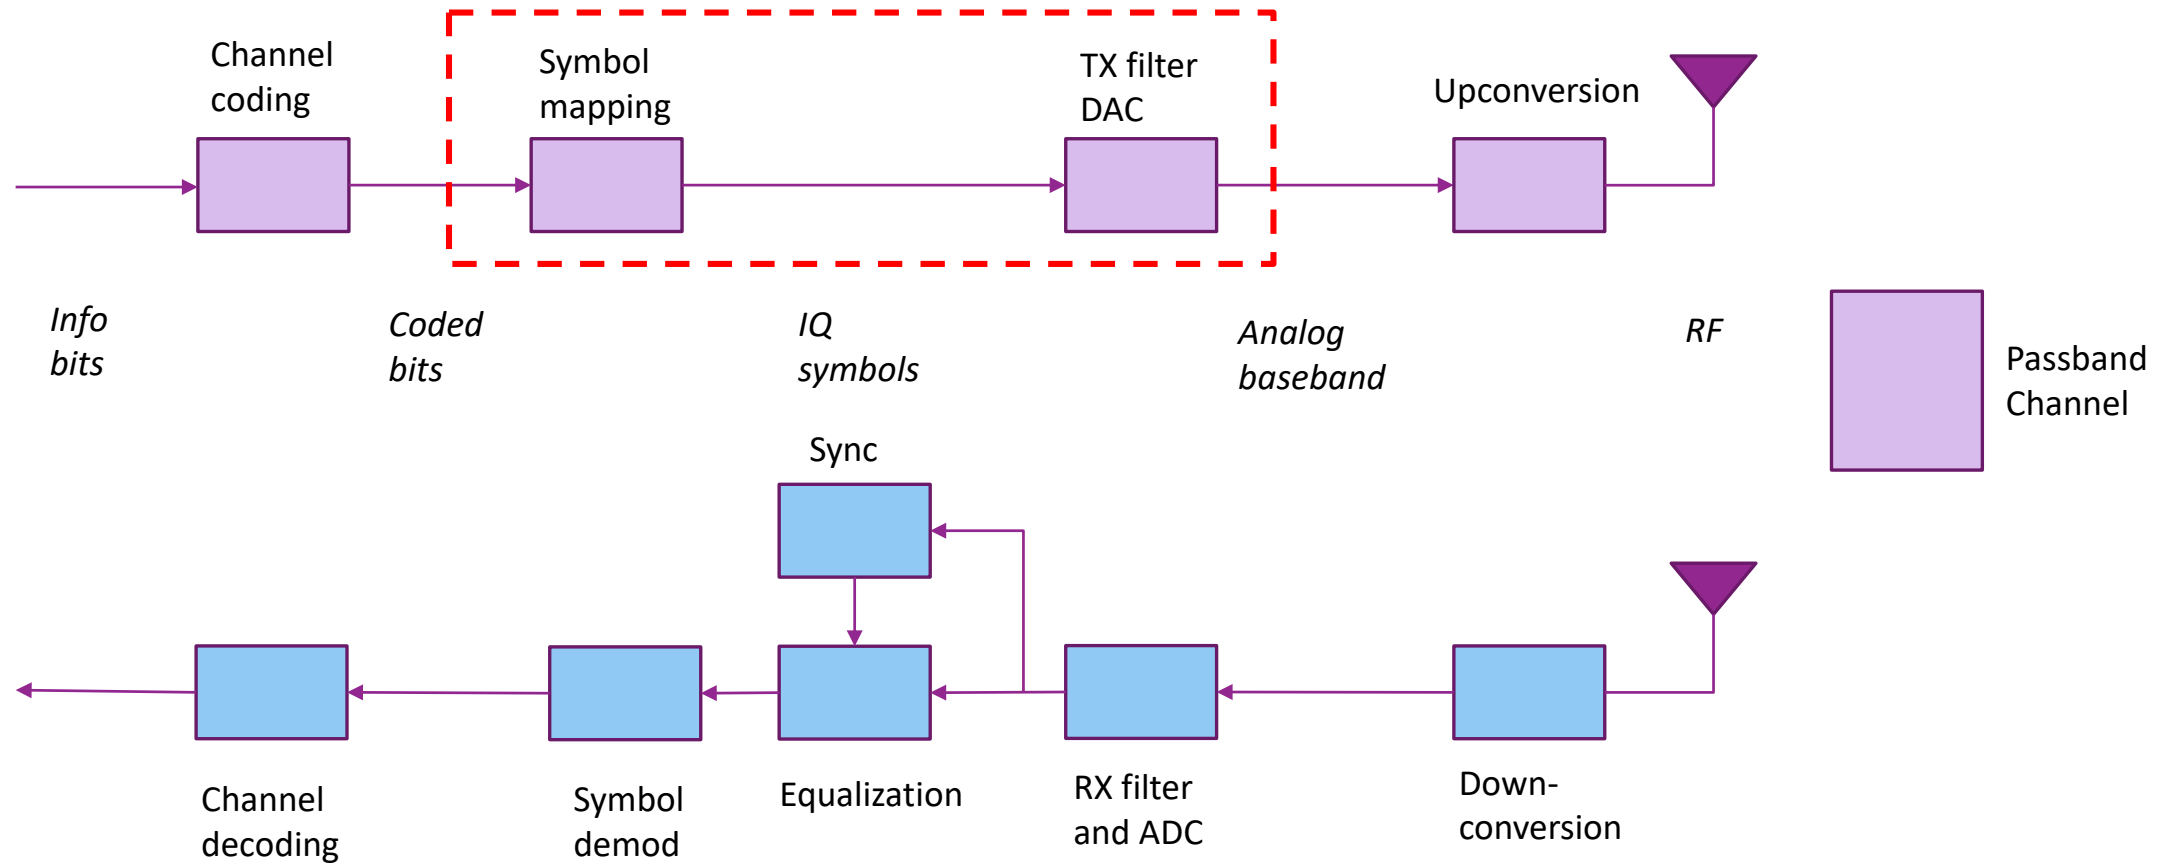 Channel
coding
Symbol
mapping
TX filter
DAC
Upconversion
Info
bits
Coded
bits
IQ
symbols
Analog
baseband
RF
Passband
Channel
Sync
Channel
decoding
Symbol
demod
Equalization
RX filter
and ADC
Down-
conversion